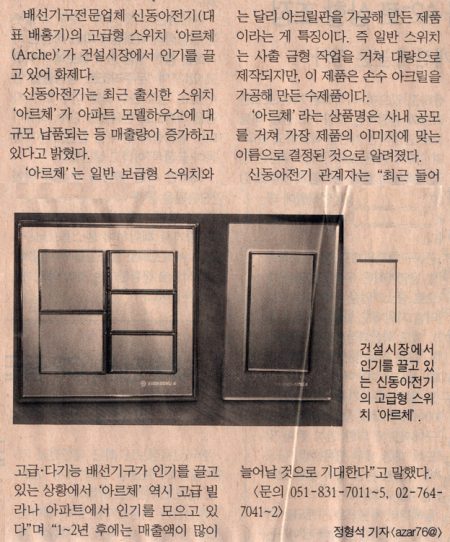 배선기구전문업체 신동아전기(대
표 배흥기)의 고급형 스위치 ‘아르체
(Arche)’가 건설시장에서 인기를 끌
고 있어 화제다.
신동아전기는 최근 출시한 스위치
‘아르체’가 아파트 모델하우스에 대
규모 납품되는 등 매출량이 증가하고
있다고 밝혔다.
‘아르체’는 일반 보급형 스위치와
는 달리 아크릴판을 가공해 만든 제품
이라는 게 특징이다. 즉 일반 스위치
는 사출 금형 작업을 거쳐 대량으로
제작되지만, 이 제품은 손수 아크릴을
가공해 만든 수제품이다.
‘아르체’라는 상품명은 사내 공모
를 거쳐 가장 제품의 이미지에 맞는
이름으로 결정된 것으로 알려졌다.
신동아전기 관계자는 “최근 들어
건설시장에서
인기를 끌고 있
는 신동아전기
의 고급형 스위
치 ‘아르체’.
고급·다기능 배선기구가 인기를 끌고
있는 상황에서 ‘아르체’ 역시 고급 빌
라나 아파트에서 인기를 모으고 있
다”며 “1~2년 후에는 매출액이 많이
늘어날 것으로 기대한다”고 말했다.
〈문의 051-831-7011~5, 02-764-
7041~2〉
정형석 기자〈azar76@〉